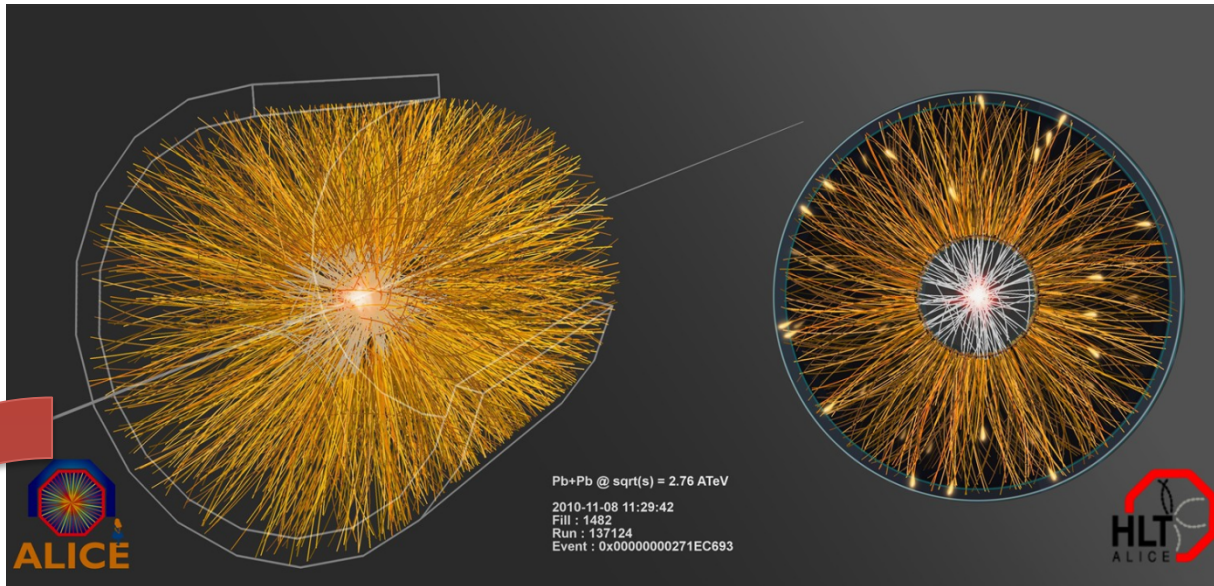 Pb+Pb @ sqrt(s) = 2.76 ATeV
2010-11-08 11:29:42
Fill : 1482
Run : 137124
Event : 0x00000000271EC693
ALICE
HLT
ALICE